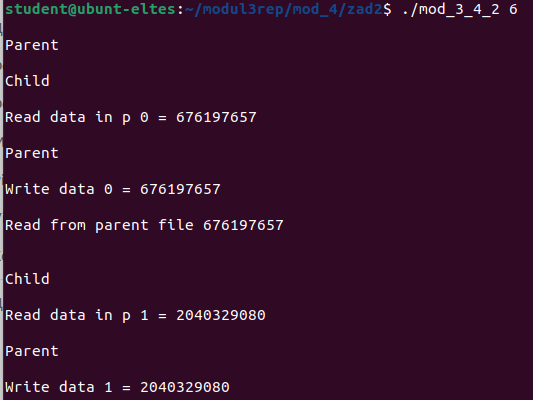 student@ubunt-eltes:~/modul3rep/mod_4/zad2$ ./mod_3_4_2 6
Parent
Child
Read data in p 0 = 676197657
Parent
Write data 0 = 676197657
Read from parent file 676197657
Child
Read data in p 1 = 2040329080
Parent
Write data 1 = 2040329080